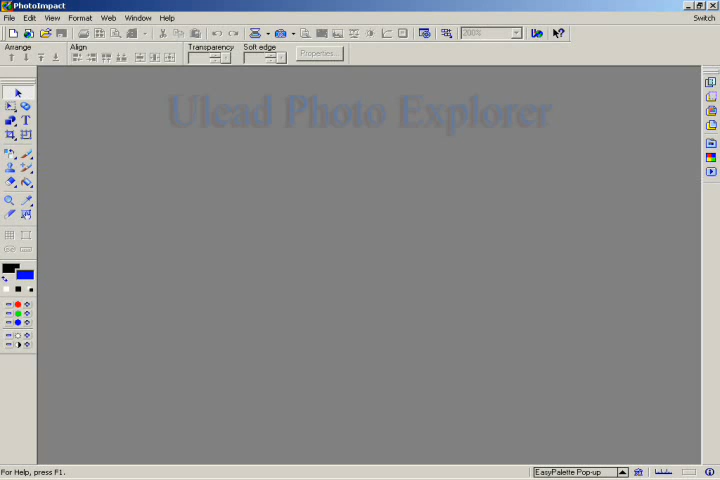 PhotoImpact
File Edit View Format Web Window Help Switch
200%
Arrange Align Transparency Soft edge Properties...
Ulead Photo Explorer
T
For Help, press F1. EasyPalette Pop-up